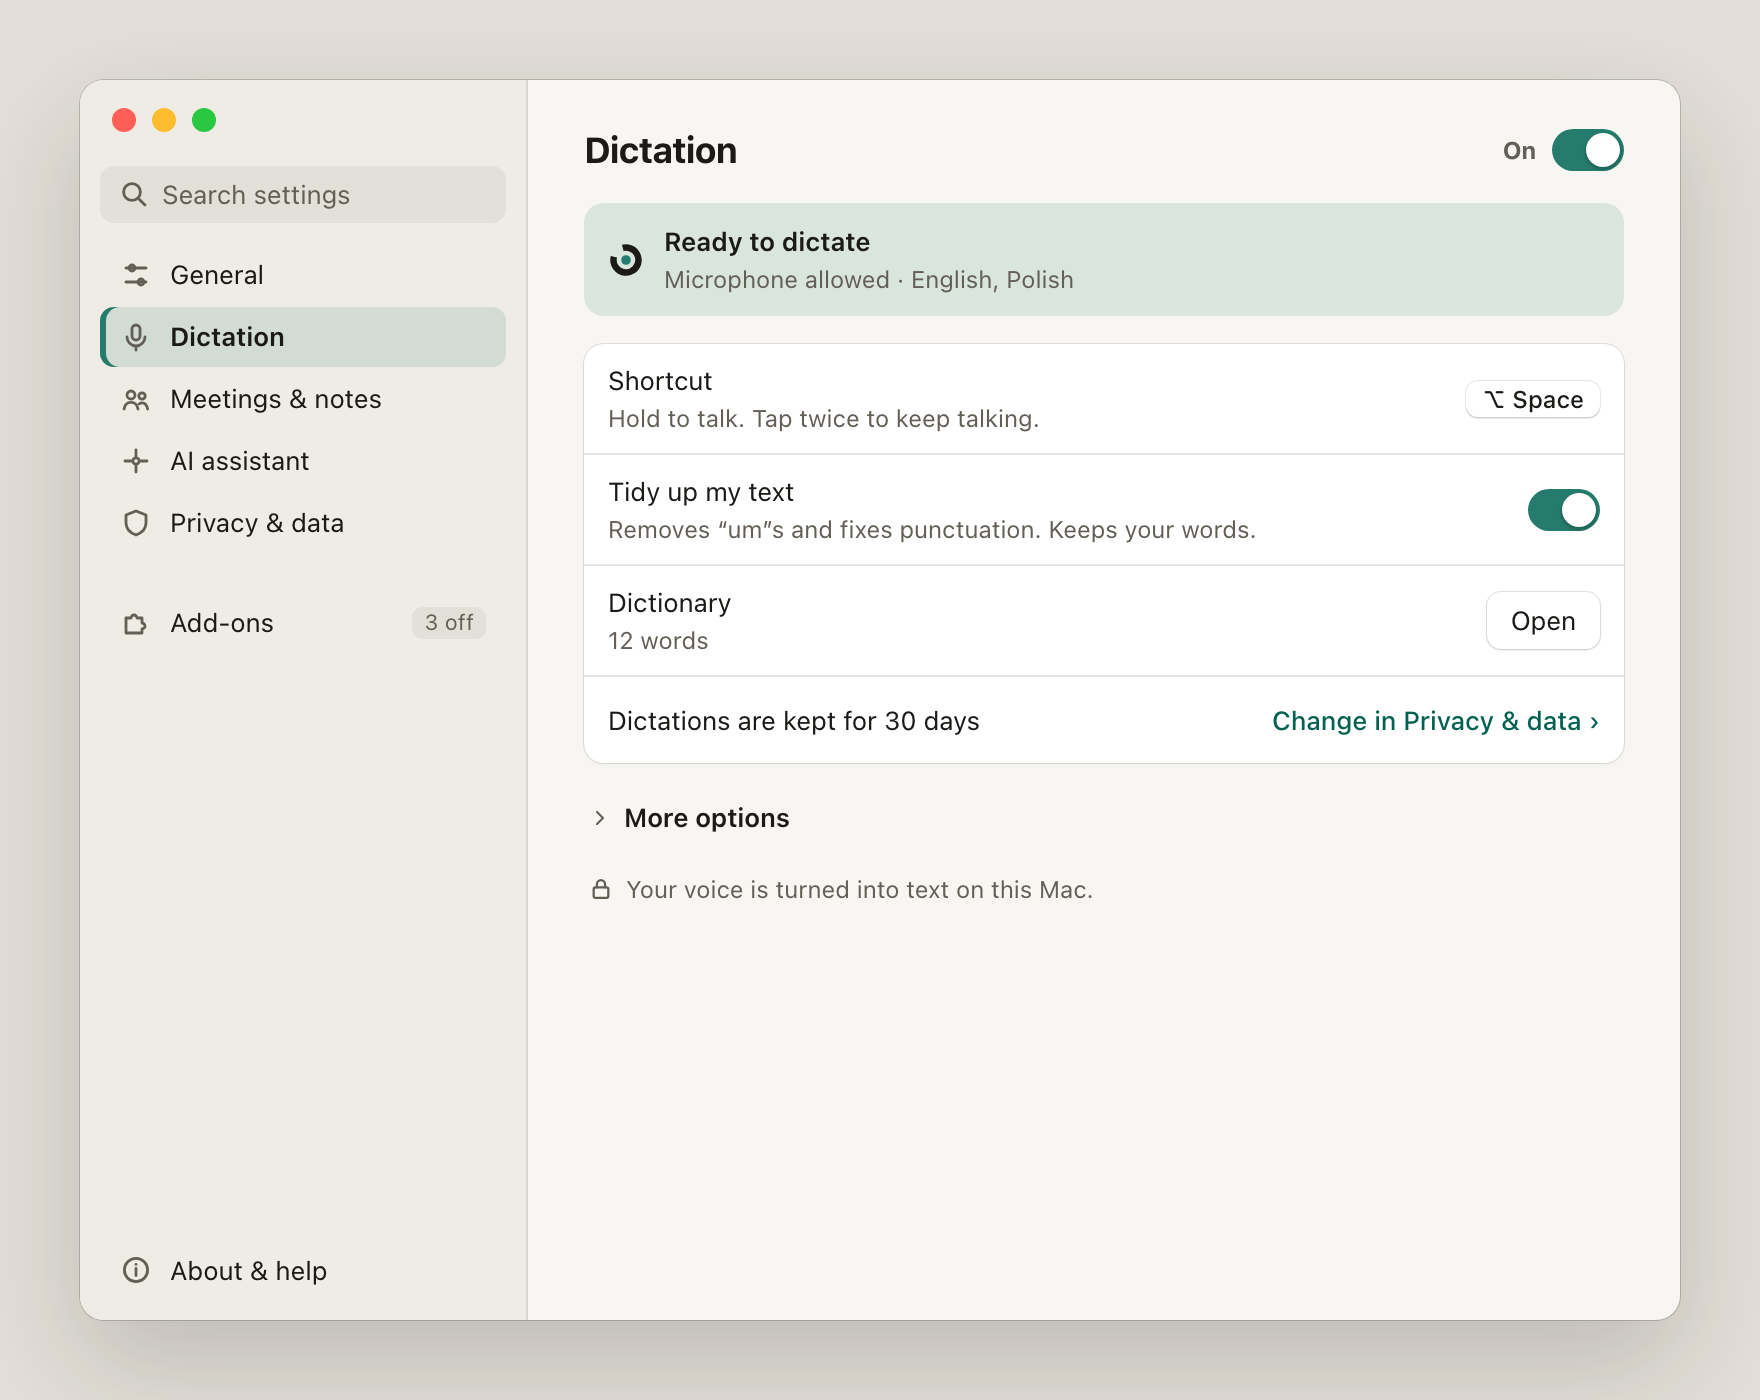 Search settings
General
Dictation
Meetings & notes
AI assistant
Privacy & data
Add-ons
3 off
About & help
Dictation
On
Ready to dictate
Microphone allowed · English, Polish
Shortcut
Hold to talk. Tap twice to keep talking.
⌥ Space
Tidy up my text
Removes “um”s and fixes punctuation. Keeps your words.
Dictionary
12 words
Open
Dictations are kept for 30 days
Change in Privacy & data ›
More options
Your voice is turned into text on this Mac.